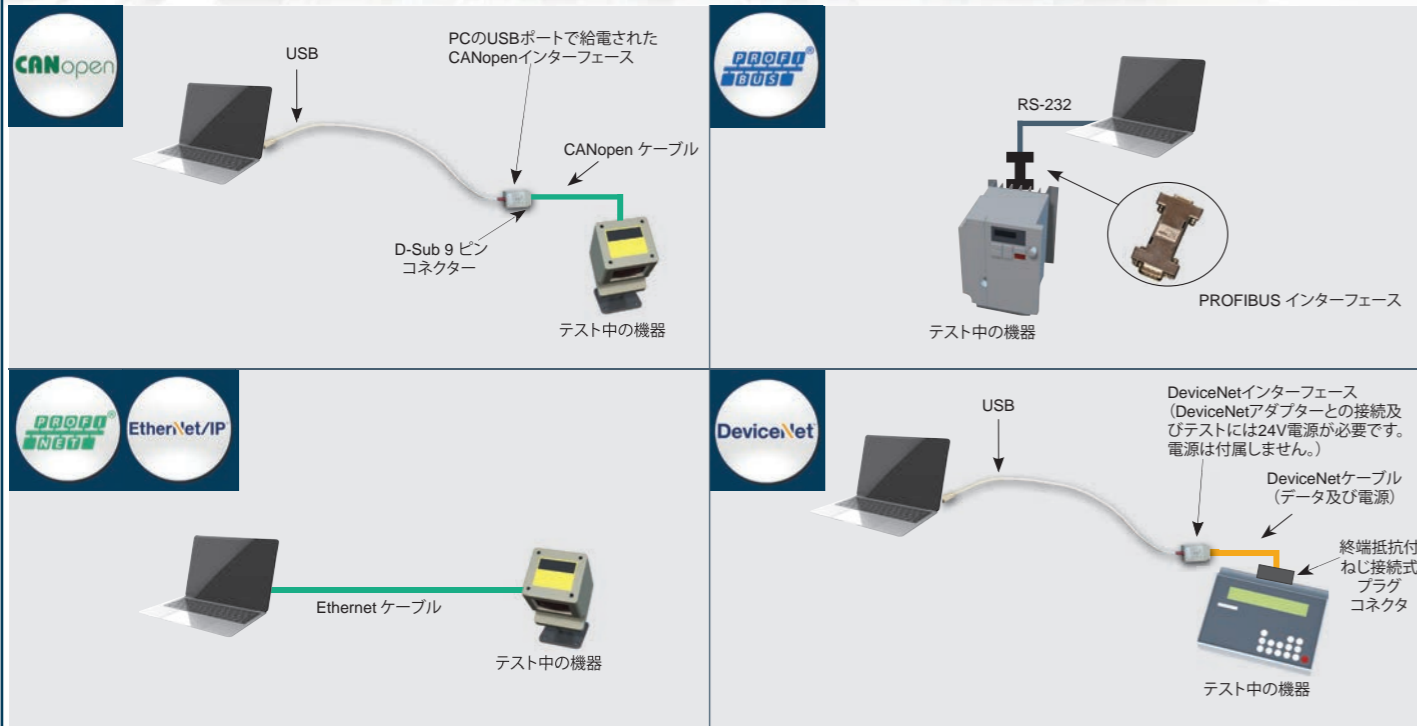 CANopen
USB
PCのUSBポートで給電された
CANopenインターフェース
CANopen ケーブル
D-Sub 9 ピン
コネクター
テスト中の機器
PROFI
BUS
RS-232
PROFIBUS インターフェース
テスト中の機器
PROFI
NET
EtherNet/IP
Ethernet ケーブル
テスト中の機器
DeviceNet
USB
DeviceNetインターフェース
（DeviceNetアダプターとの接続及
びテストには24V電源が必要です。
電源は付属しません。）
DeviceNetケーブル
（データ及び電源）
終端抵抗付
ねじ接続式
プラグ
コネクタ
テスト中の機器